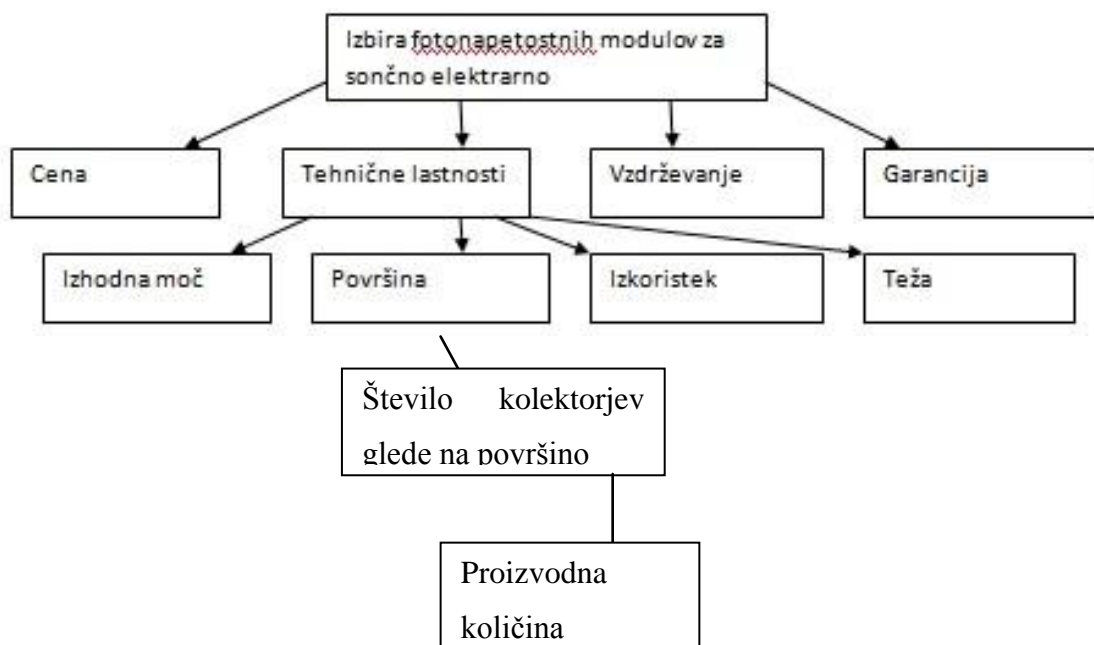 Izbira fotonapetostnih modulov za
sončno elektrarno
Cena
Tehnične lastnosti
Vzdrževanje
Garancija
Izhodna moč
Površina
Izkoristek
Teža
Število kolektorjev
glede na površino
Proizvodna
količina